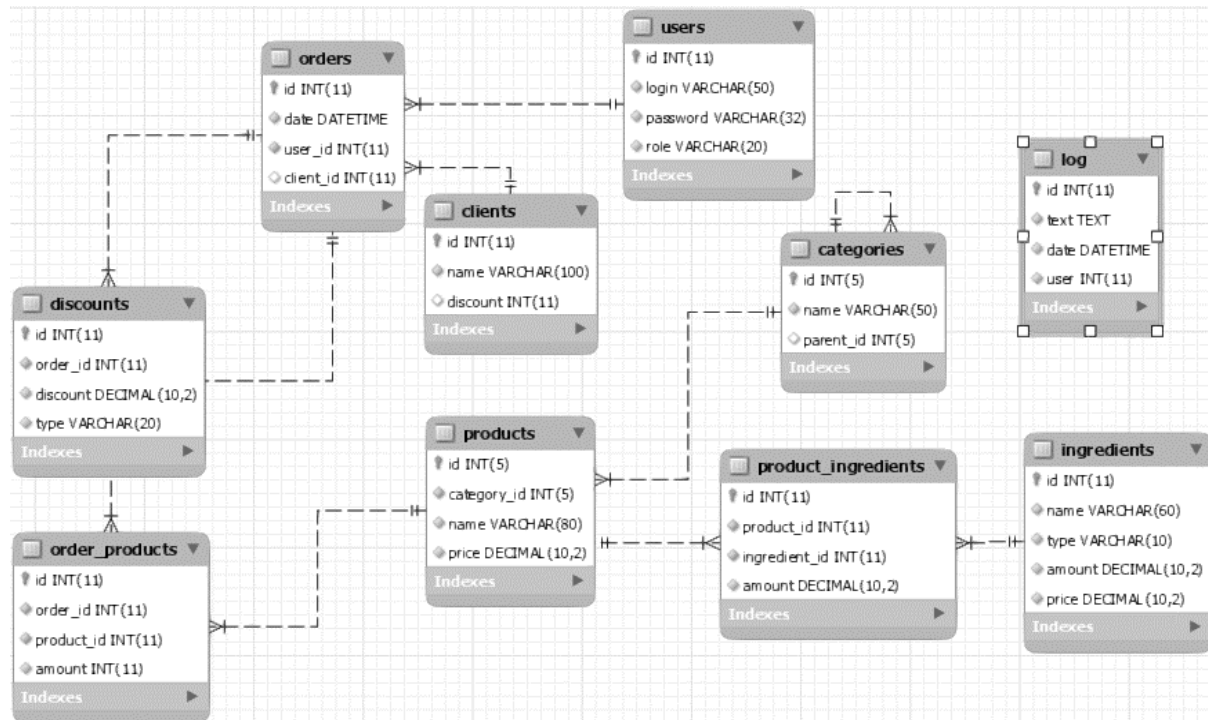 orders
id INT(11)
date DATETIME
user_id INT(11)
client_id INT(11)
Indexes
users
id INT(11)
login VARCHAR(50)
password VARCHAR(32)
role VARCHAR(20)
Indexes
log
id INT(11)
text TEXT
date DATETIME
user INT(11)
Indexes
clients
id INT(11)
name VARCHAR(100)
discount INT(11)
Indexes
categories
id INT(5)
name VARCHAR(50)
parent_id INT(5)
Indexes
discounts
id INT(11)
order_id INT(11)
discount DECIMAL(10,2)
type VARCHAR(20)
Indexes
products
id INT(5)
category_id INT(5)
name VARCHAR(80)
price DECIMAL(10,2)
Indexes
product_ingredients
id INT(11)
product_id INT(11)
ingredient_id INT(11)
amount DECIMAL(10,2)
Indexes
ingredients
id INT(11)
name VARCHAR(60)
type VARCHAR(10)
amount DECIMAL(10,2)
price DECIMAL(10,2)
Indexes
order_products
id INT(11)
order_id INT(11)
product_id INT(11)
amount INT(11)
Indexes